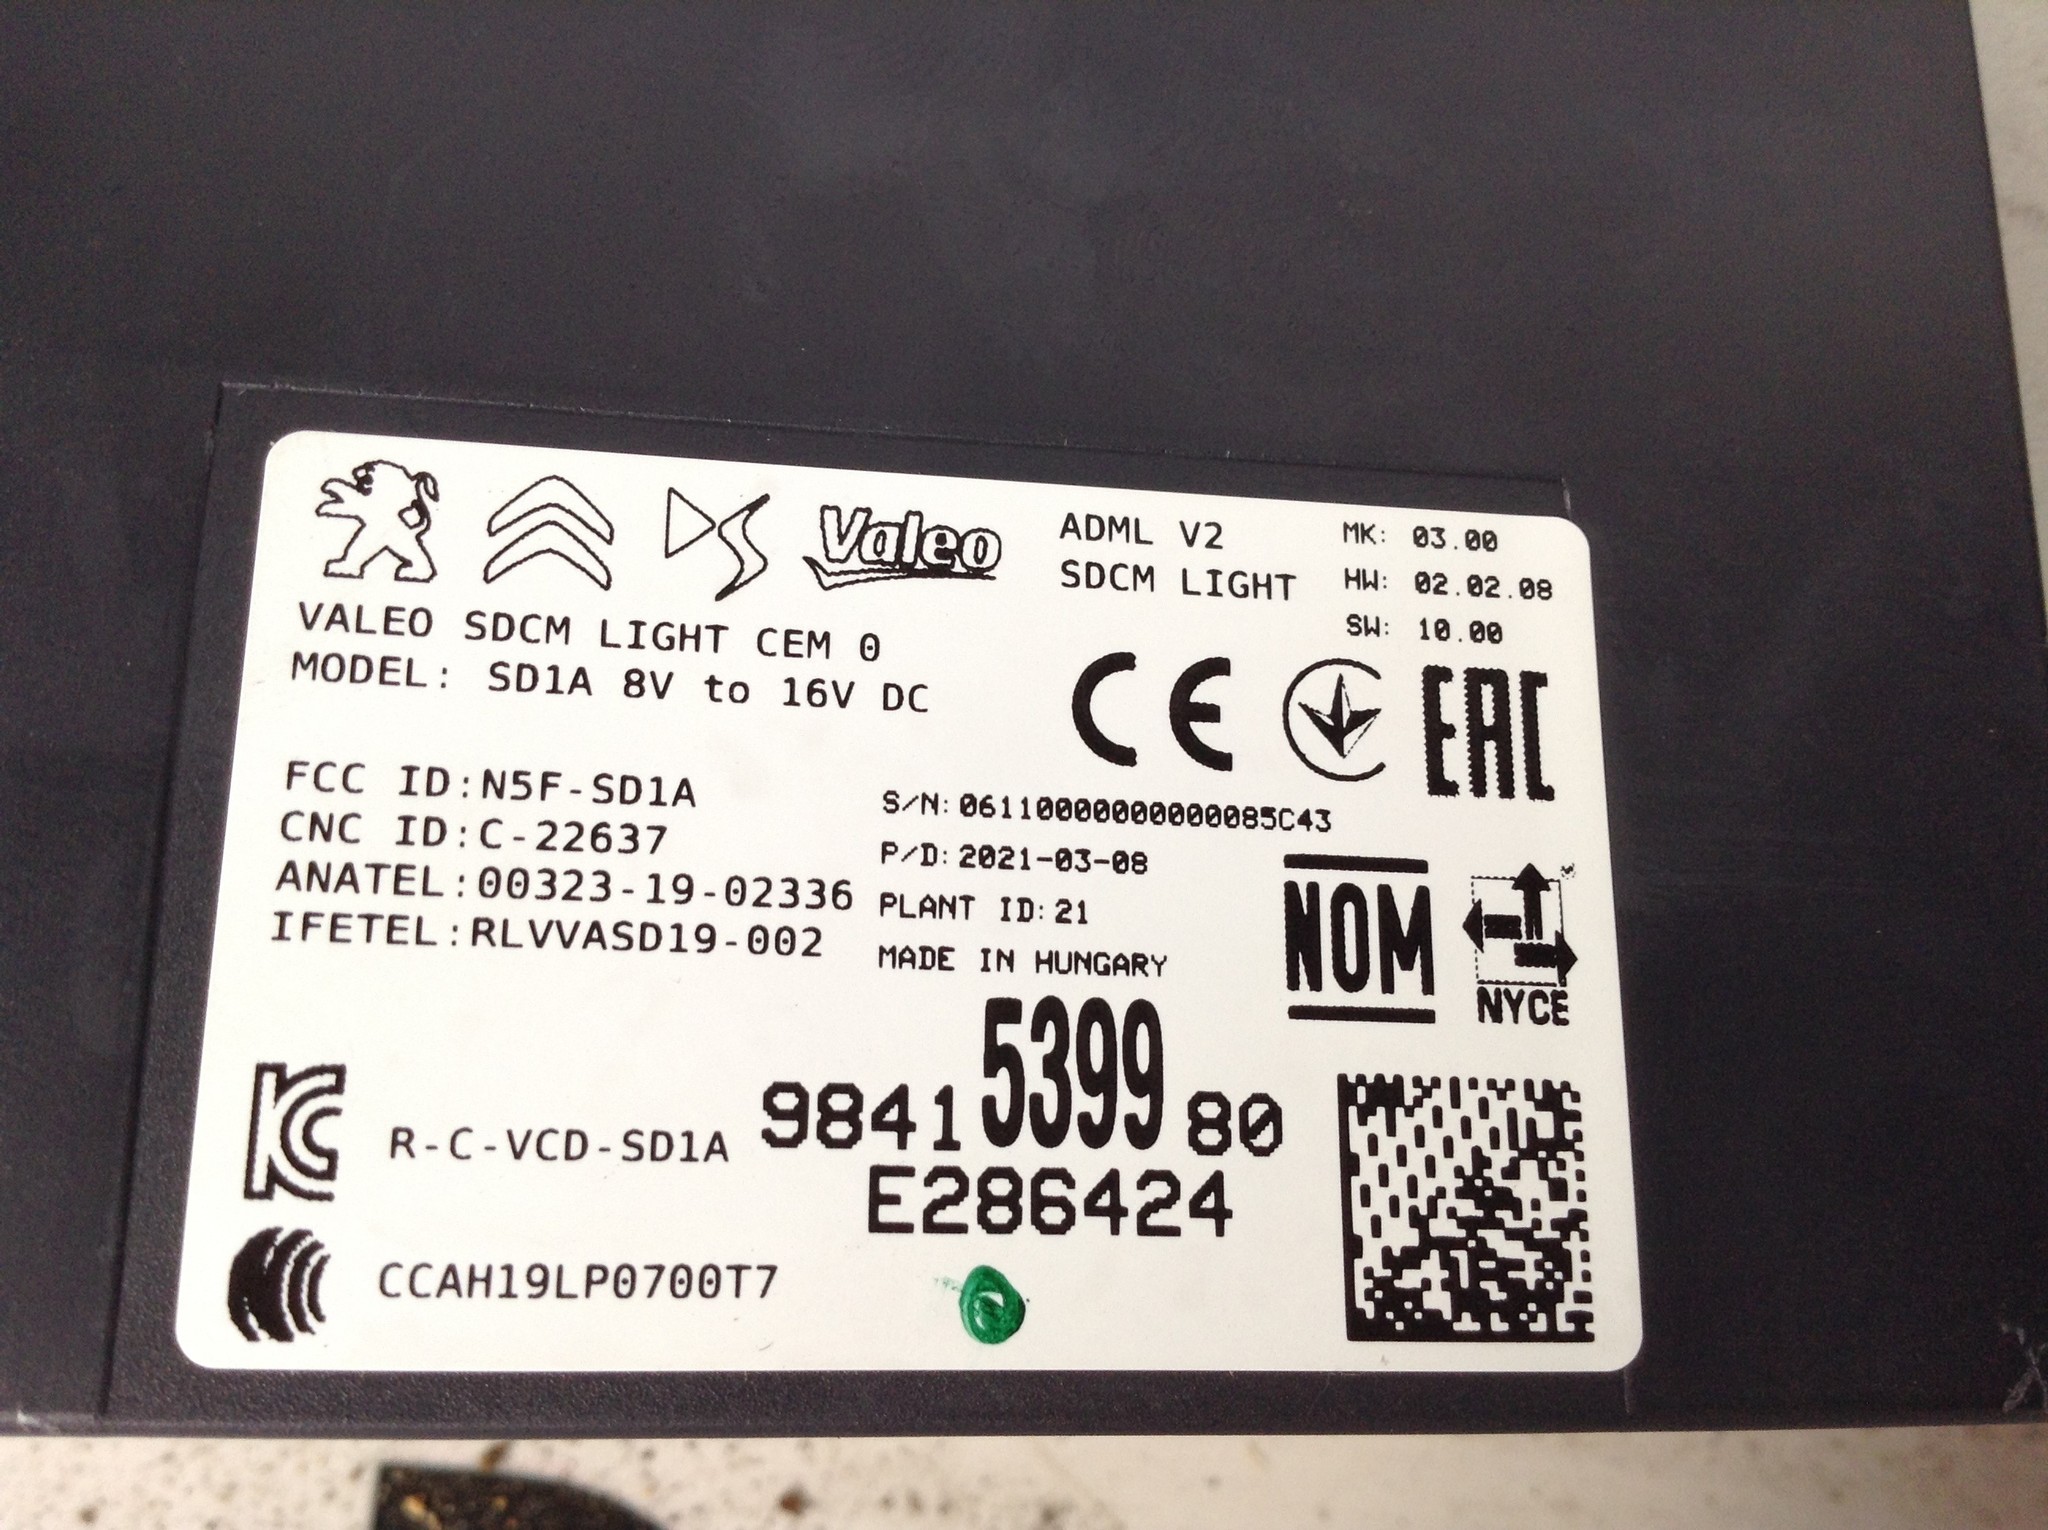 Valeo
ADML V2
SDCM LIGHT
MK: 03.00
HW: 02.02.08
SW: 10.00
VALEO SDCM LIGHT CEM 0
MODEL: SD1A 8V to 16V DC
CE
EAC
FCC ID:N5F-SD1A
CNC ID:C-22637
ANATEL:00323-19-02336
IFETEL:RLVVASD19-002
S/N:06110000000000085C43
P/D:2021-03-08
PLANT ID:21
MADE IN HUNGARY
NOM
NYCE
9841 5399 80
E286424
R-C-VCD-SD1A
CCAH19LP0700T7